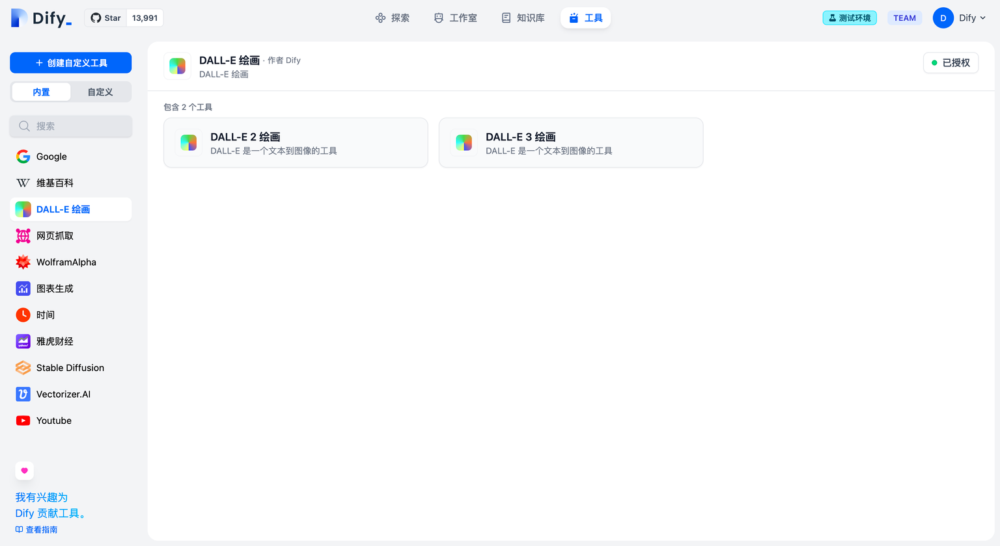 Dify_
Star
13,991
探索
工作室
知识库
工具
测试环境
TEAM
D
Dify
+ 创建自定义工具
内置
自定义
搜索
Google
维基百科
DALL-E 绘画
网页抓取
WolframAlpha
图表生成
时间
雅虎财经
Stable Diffusion
Vectorizer.AI
Youtube
我有兴趣为
Dify 贡献工具。
查看指南
DALL-E 绘画 · 作者 Dify
DALL-E 绘画
已授权
包含 2 个工具
DALL-E 2 绘画
DALL-E 是一个文本到图像的工具
DALL-E 3 绘画
DALL-E 是一个文本到图像的工具